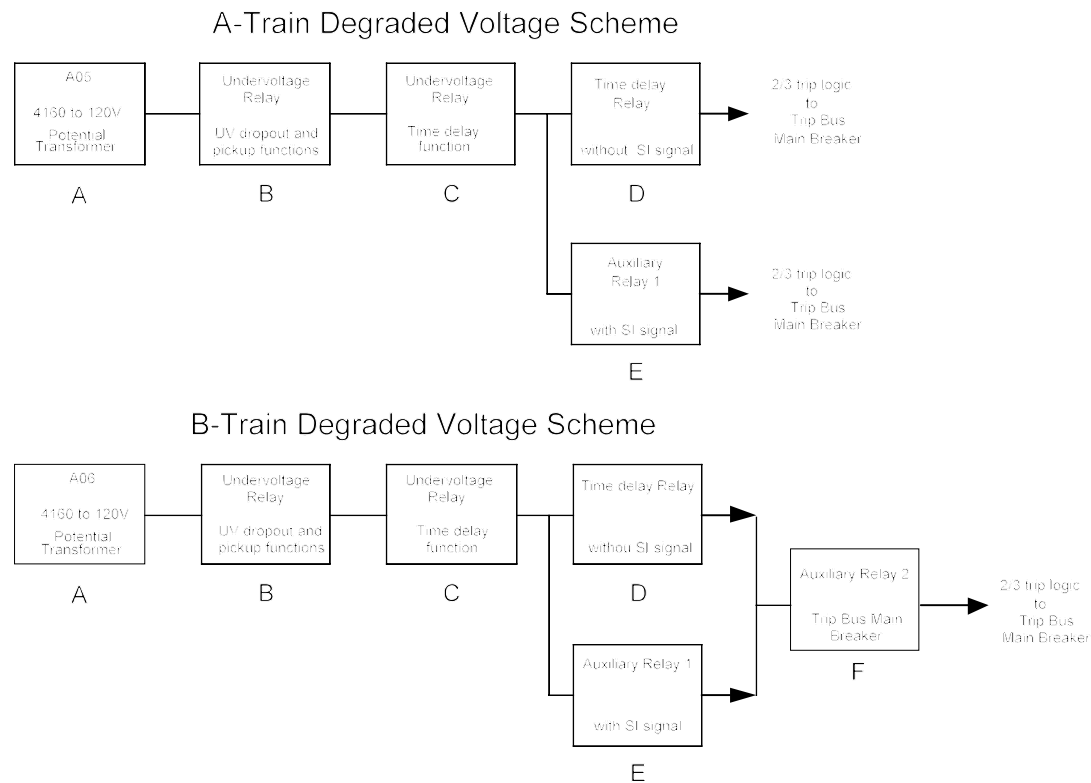 A-Train Degraded Voltage Scheme
A05
4160 to 120V
Potential
Transformer
A
Undervoltage
Relay
UV dropout and
pickup functions
B
Undervoltage
Relay
Time delay
function
C
Time delay
Relay
without SI signal
D
2/3 trip logic
to
Trip Bus
Main Breaker
Auxiliary
Relay 1
with SI signal
E
2/3 trip logic
to
Trip Bus
Main Breaker
B-Train Degraded Voltage Scheme
A06
4160 to 120V
Potential
Transformer
A
Undervoltage
Relay
UV dropout and
pickup functions
B
Undervoltage
Relay
Time delay
function
C
Time delay Relay
withou SI signal
D
Auxiliary Relay 1
with SI signal
E
Auxiliary Relay 2
Trip Bus Main
Breaker
F
2/3 trip logic
to
Trip Bus
Main Breaker